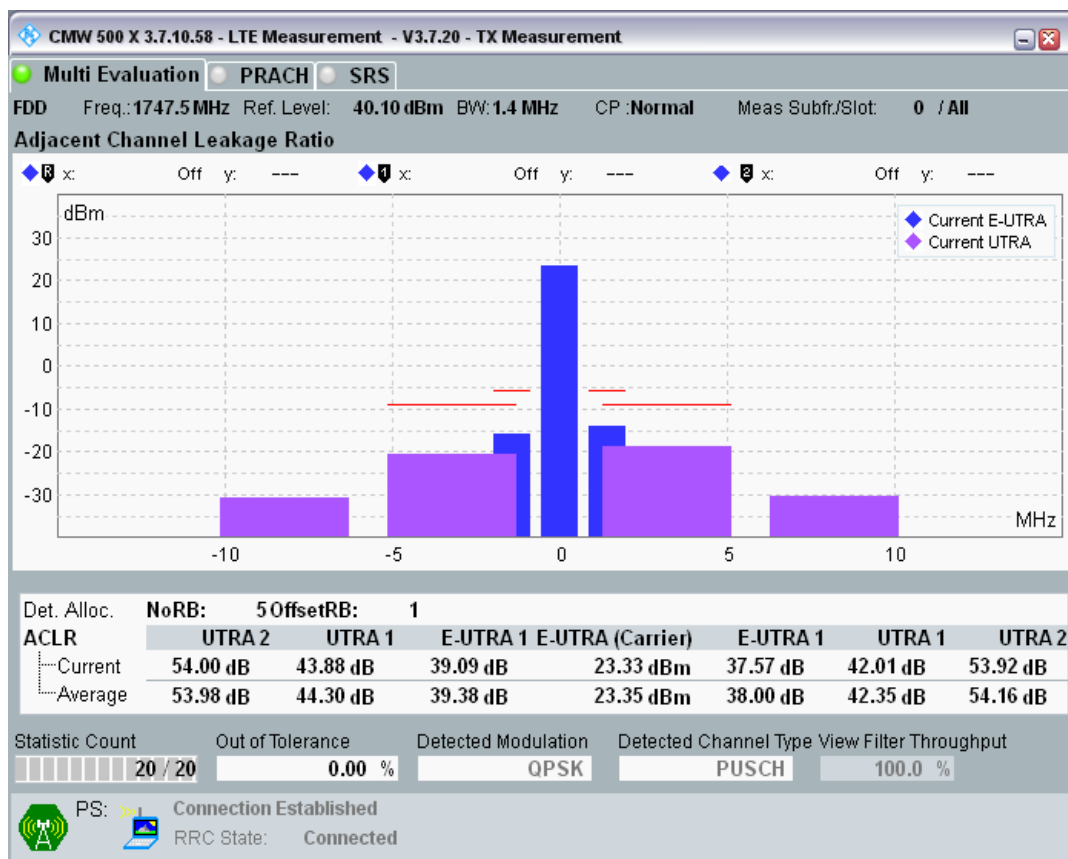 CMW 500 X 3.7.10.58 - LTE Measurement - V3.7.20 - TX Measurement
Multi Evaluation PRACH SRS
FDD Freq.: 1747.5 MHz Ref. Level: 40.10 dBm BW: 1.4 MHz CP :Normal Meas Subfr./Slot: 0 / All
Adjacent Channel Leakage Ratio
R x: Off y: --- 1 x: Off y: --- 2 x: Off y: ---
dBm
Current E-UTRA
Current UTRA
30
20
10
0
-10
-20
-30
MHz
-10 -5 0 5 10
Det. Alloc. NoRB: 5 OffsetRB: 1
ACLR UTRA 2 UTRA 1 E-UTRA 1 E-UTRA (Carrier) E-UTRA 1 UTRA 1 UTRA 2
Current 54.00 dB 43.88 dB 39.09 dB 23.33 dBm 37.57 dB 42.01 dB 53.92 dB
Average 53.98 dB 44.30 dB 39.38 dB 23.35 dBm 38.00 dB 42.35 dB 54.16 dB
Statistic Count Out of Tolerance Detected Modulation Detected Channel Type View Filter Throughput
20 / 20 0.00 % QPSK PUSCH 100.0 %
PS: Connection Established
RRC State: Connected